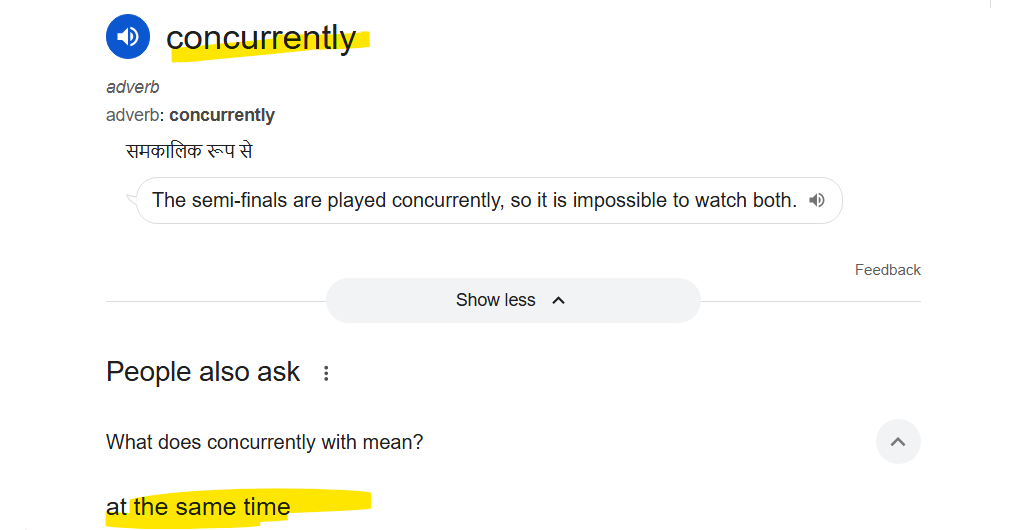 concurrently
adverb
adverb: concurrently
समकालिक रूप से
The semi-finals are played concurrently, so it is impossible to watch both.
Feedback
Show less
People also ask
What does concurrently with mean?
at the same time